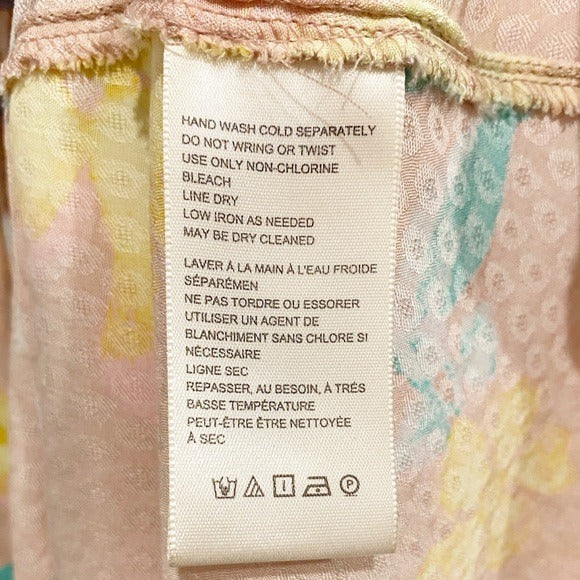 HAND WASH COLD SEPARATELY
DO NOT WRING OR TWIST
USE ONLY NON-CHLORINE
BLEACH
LINE DRY
LOW IRON AS NEEDED
MAY BE DRY CLEANED
LAVER À LA MAIN À L'EAU FROIDE
SÉPARÉMEN
NE PAS TORDRE OU ESSORER
UTILISER UN AGENT DE
BLANCHIMENT SANS CHLORE SI
NÉCESSAIRE
LIGNE SEC
REPASSER, AU BESOIN, À TRÉS
BASSE TEMPÉRATURE
PEUT-ÊTRE ÊTRE NETTOYÉE
À SEC
P